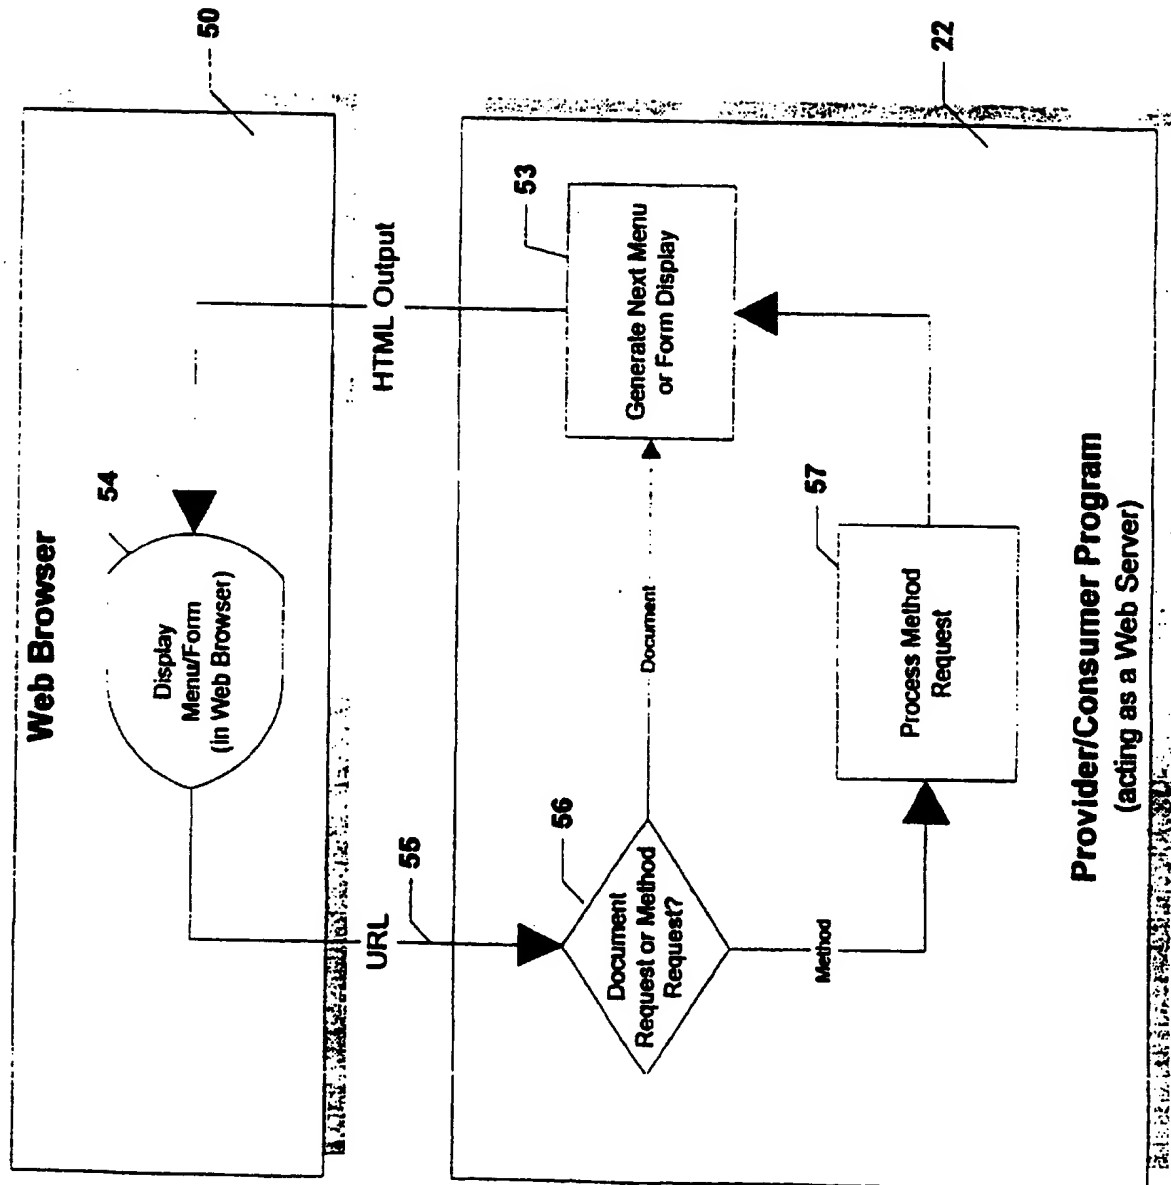 50
Web Browser
54
Display
Menu/Form
(in Web Browser)
HTML Output
URL
55
22
53
Generate Next Menu
or Form Display
Document
56
Document
Request or Method
Request?
Method
57
Process Method
Request
Provider/Consumer Program
(acting as a Web Server)